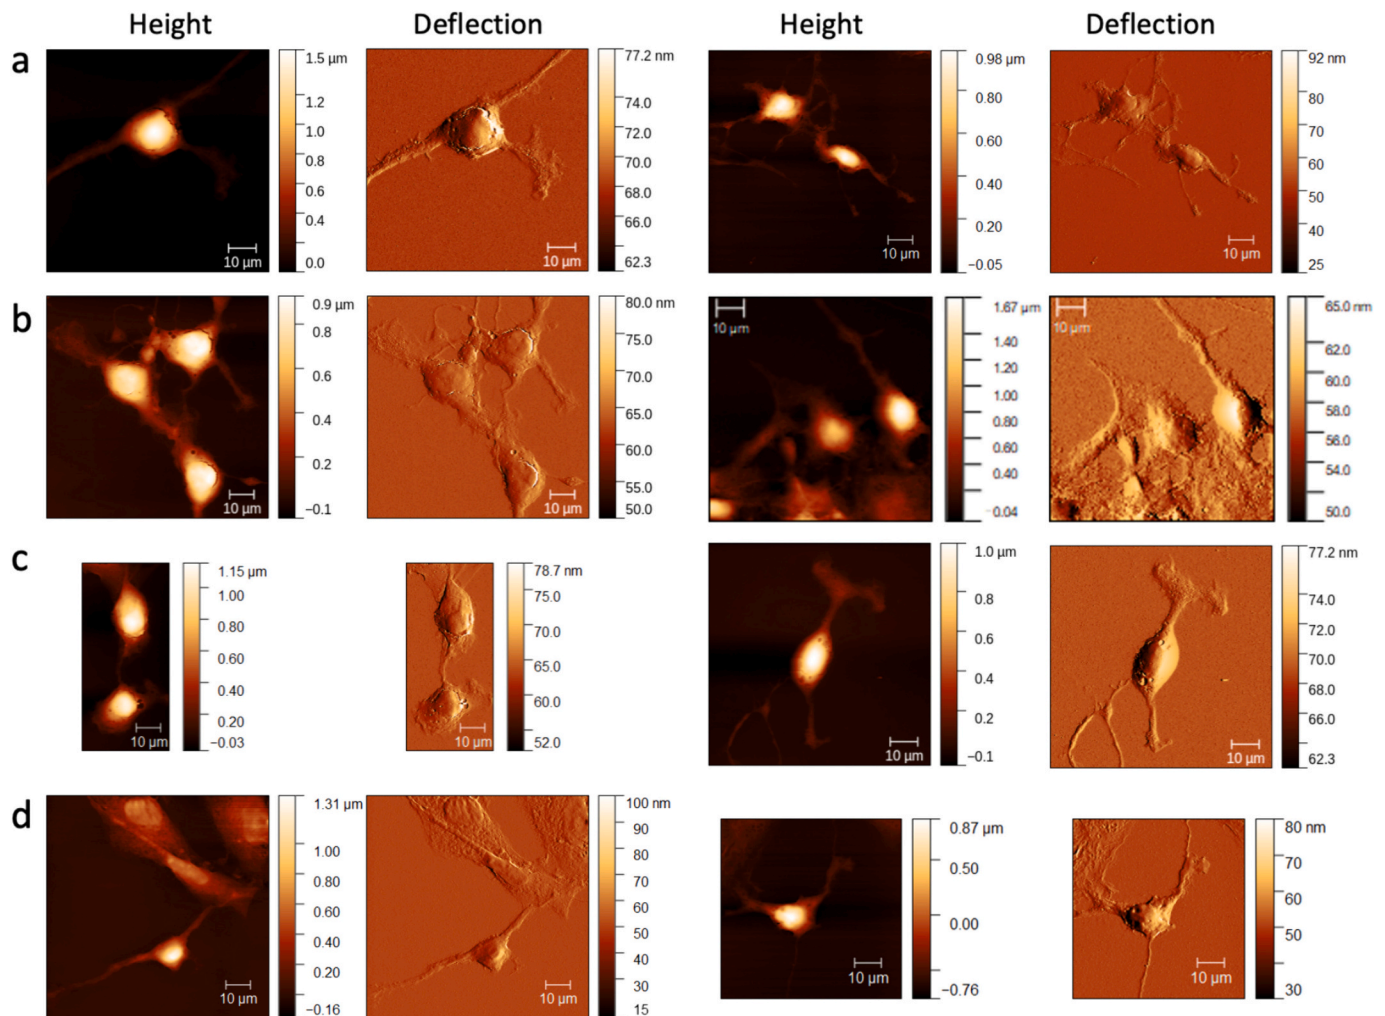 Height Deflection Height Deflection
a
1.5 µm
1.2
1.0
0.8
0.6
0.4
0.0
10 µm
77.2 nm
74.0
72.0
70.0
68.0
66.0
62.3
10 µm
0.98 µm
0.80
0.60
0.40
0.20
−0.05
10 µm
92 nm
80
70
60
50
40
25
10 µm
b
0.9 µm
0.8
0.6
0.4
0.2
−0.1
10 µm
80.0 nm
75.0
70.0
65.0
60.0
55.0
50.0
10 µm
10 µm
1.67 µm
1.40
1.20
1.00
0.80
0.60
0.40
−0.04
10 µm
65.0 nm
62.0
60.0
58.0
56.0
54.0
50.0
c
1.15 µm
1.00
0.80
0.60
0.40
0.20
−0.03
10 µm
78.7 nm
75.0
70.0
65.0
60.0
52.0
10 µm
1.0 µm
0.8
0.6
0.4
0.2
−0.1
10 µm
77.2 nm
74.0
72.0
70.0
68.0
66.0
62.3
10 µm
d
1.31 µm
1.00
0.80
0.60
0.40
0.20
−0.16
10 µm
100 nm
90
80
70
60
50
40
30
15
10 µm
0.87 µm
0.50
0.00
−0.76
10 µm
80 nm
70
60
50
30
10 µm